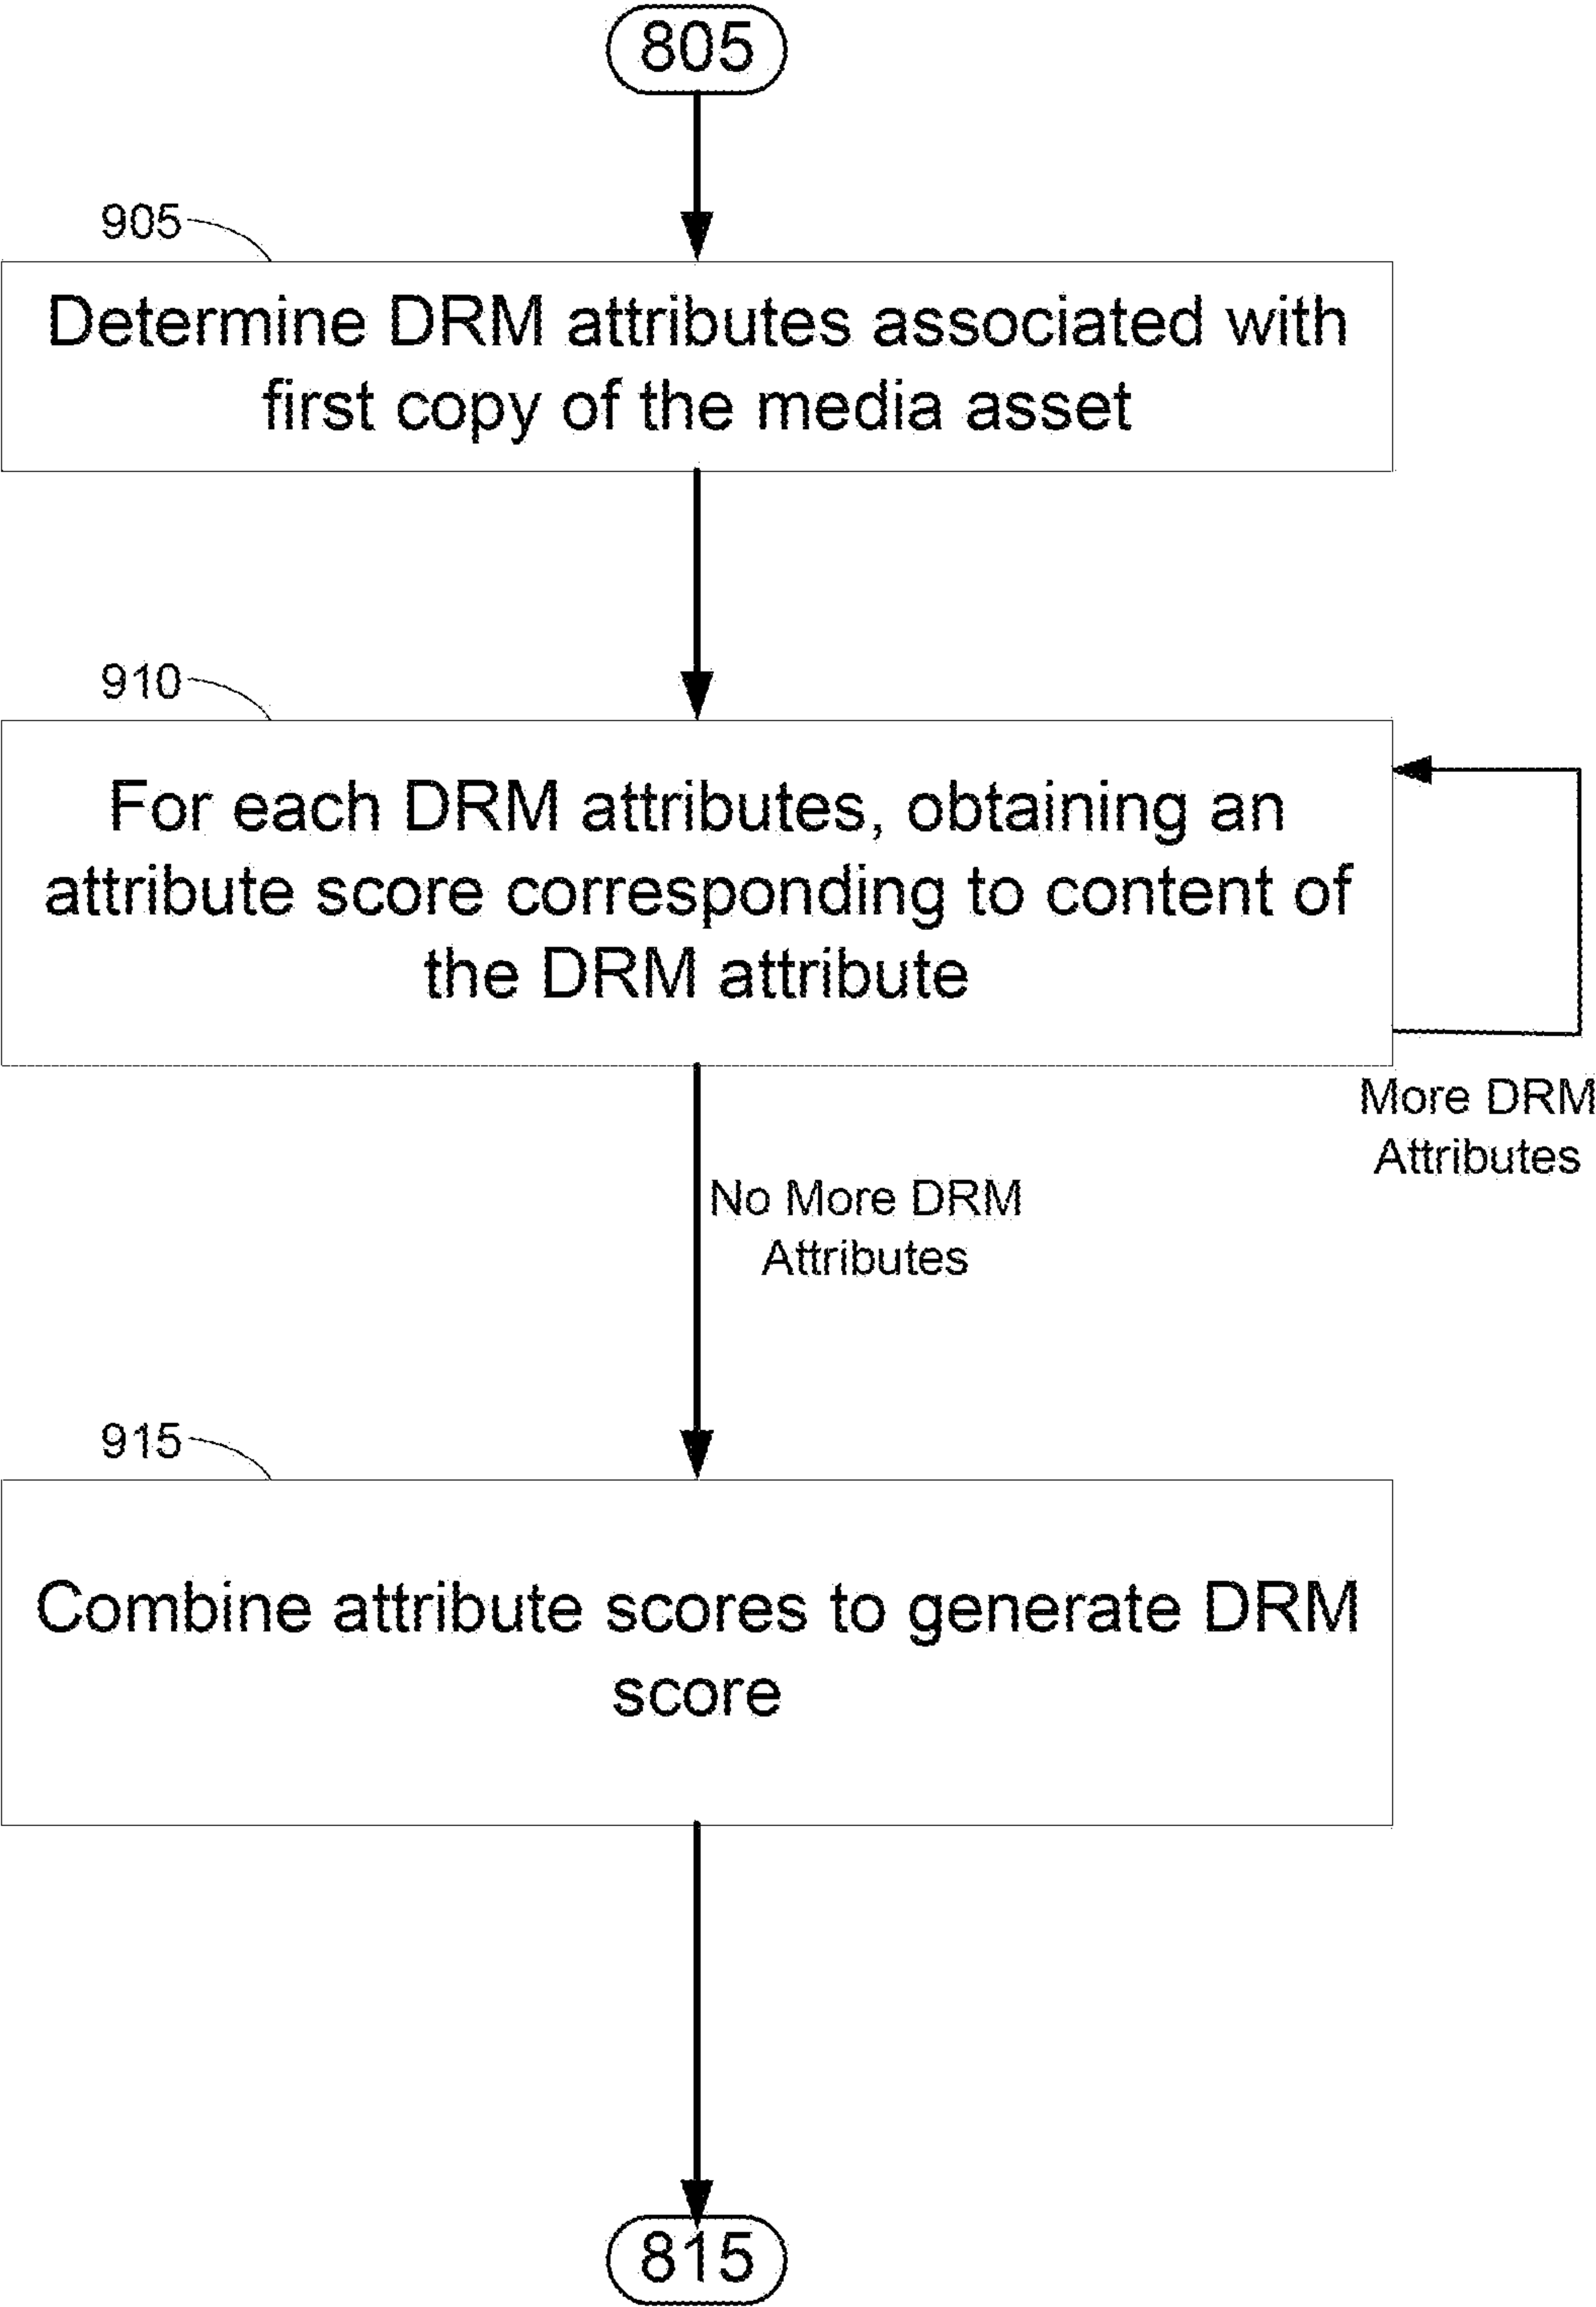 805
905
Determine DRM attributes associated with
first copy of the media asset
910
For each DRM attributes, obtaining an
attribute score corresponding to content of
the DRM attribute
More DRM
Attributes
No More DRM
Attributes
915
Combine attribute scores to generate DRM
score
815